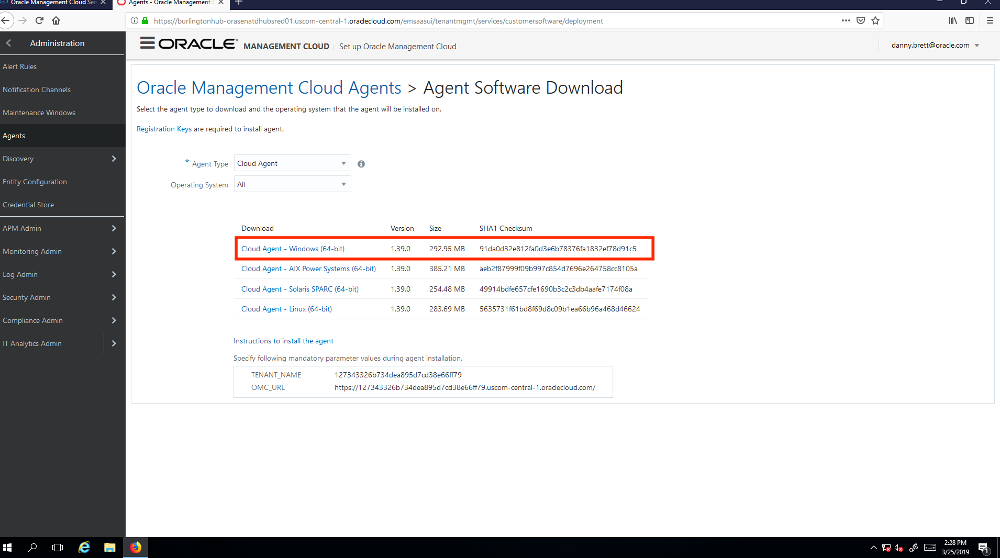 Oracle Management Cloud Ser
Agents - Oracle Management C
https://burlingtonhub-orasenatdhubsred01.uscom-central-1.oraclecloud.com/emsaasui/tenantmgmt/services/customersoftware/deployment
Administration
ORACLE MANAGEMENT CLOUD Set up Oracle Management Cloud
danny.brett@oracle.com
Alert Rules
Notification Channels
Maintenance Windows
Agents
Discovery
Entity Configuration
Credential Store
APM Admin
Monitoring Admin
Log Admin
Security Admin
Compliance Admin
IT Analytics Admin
Oracle Management Cloud Agents > Agent Software Download
Select the agent type to download and the operating system that the agent will be installed on.
Registration Keys are required to install agent.
* Agent Type Cloud Agent
Operating System All
Download Version Size SHA1 Checksum
Cloud Agent - Windows (64-bit) 1.39.0 292.95 MB 91da0d32e812fa0d3e6b78376fa1832ef78d91c5
Cloud Agent - AIX Power Systems (64-bit) 1.39.0 385.21 MB aeb2f87999f09b997c854d7696e264758cc8105a
Cloud Agent - Solaris SPARC (64-bit) 1.39.0 254.48 MB 49914bdfe657cfe1690b3c2c3db4aafe7174f08a
Cloud Agent - Linux (64-bit) 1.39.0 283.69 MB 5635731f61bd8f69d8c09b1ea66b96a468d46624
Instructions to install the agent
Specify following mandatory parameter values during agent installation.
TENANT_NAME 127343326b734dea895d7cd38e66ff79
OMC_URL https://127343326b734dea895d7cd38e66ff79.uscom-central-1.oraclecloud.com/
2:28 PM
3/25/2019
1